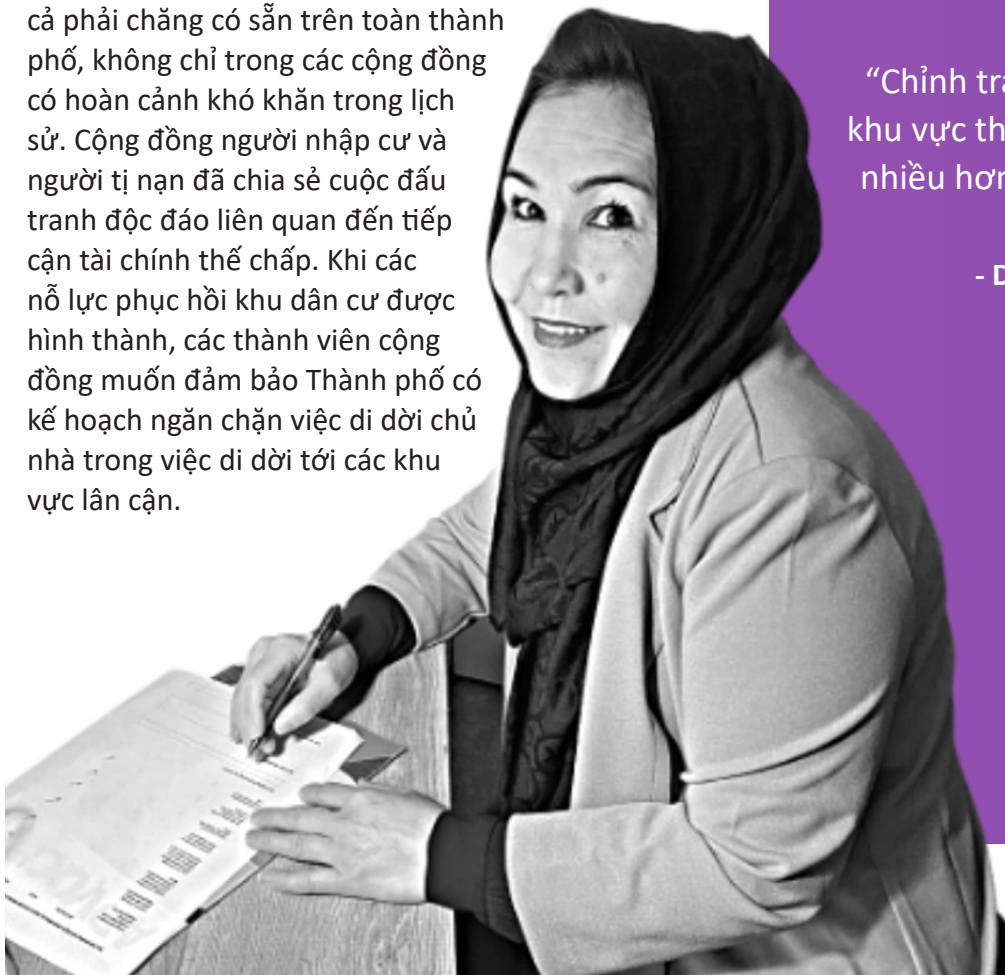 cả phải chăng có sẵn trên toàn thành
phố, không chỉ trong các cộng đồng
có hoàn cảnh khó khăn trong lịch
sử. Cộng đồng người nhập cư và
người tị nạn đã chia sẻ cuộc đấu
tranh độc đáo liên quan đến tiếp
cận tài chính thế chấp. Khi các
nỗ lực phục hồi khu dân cư được
hình thành, các thành viên cộng
đồng muốn đảm bảo Thành phố có
kế hoạch ngăn chặn việc di dời chủ
nhà trong việc di dời tới các khu
vực lân cận.
“Chỉnh
khu vực
nhiều hơn
-